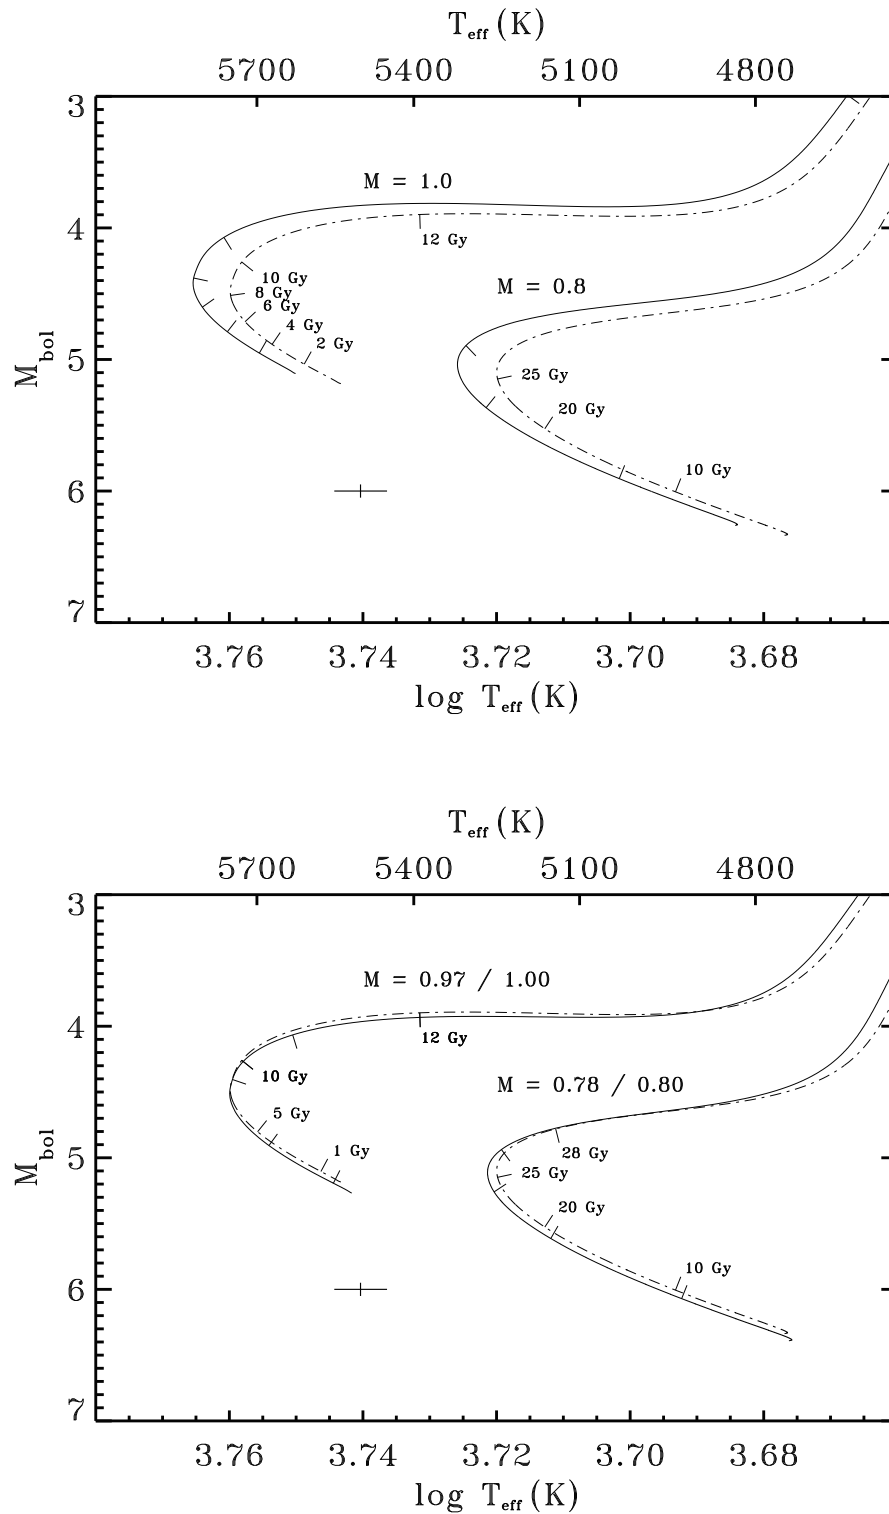 T_eff (K)
5700 5400 5100 4800
3
M = 1.0
4
12 Gy
10 Gy
8 Gy
M = 0.8
6 Gy
4 Gy
2 Gy
M_bol
5
25 Gy
20 Gy
10 Gy
6
7
3.76 3.74 3.72 3.70 3.68
log T_eff (K)
T_eff (K)
5700 5400 5100 4800
3
M = 0.97 / 1.00
4
12 Gy
10 Gy
M = 0.78 / 0.80
5 Gy
1 Gy
28 Gy
M_bol
5
25 Gy
20 Gy
10 Gy
6
7
3.76 3.74 3.72 3.70 3.68
log T_eff (K)